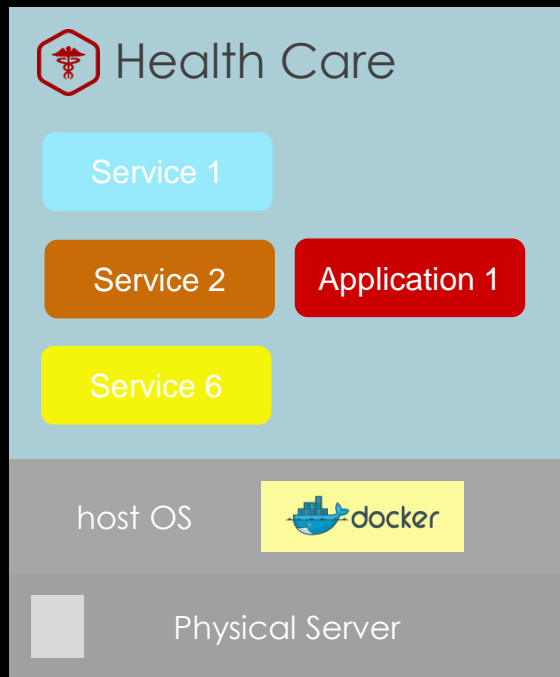 Health Care
Service 1
Service 2
Application 1
Service 6
host OS
docker
Physical Server